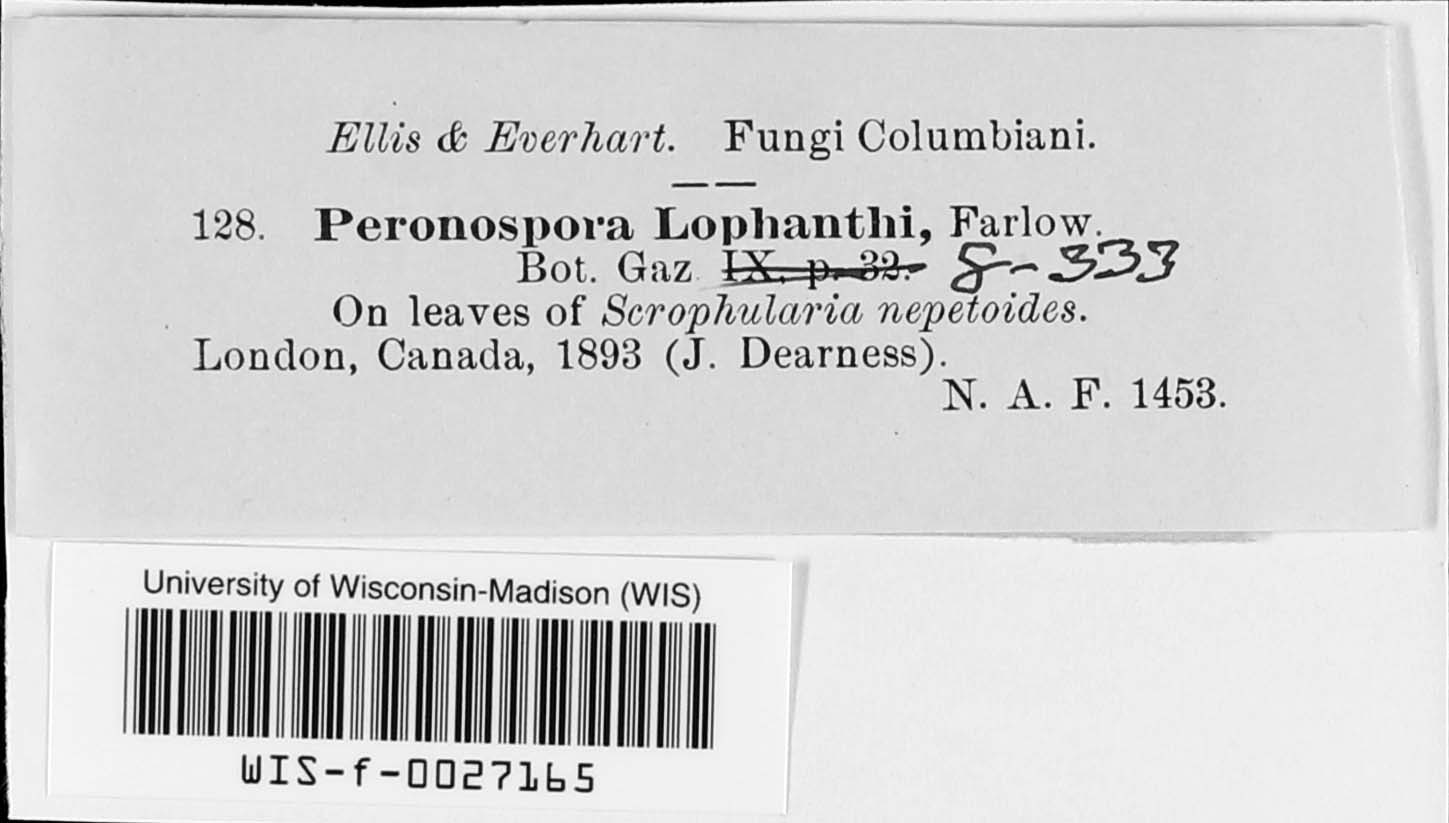 Ellis & Everhart. Fungi Columbiani.
128. Peronospora Lophanthi, Farlow.
Bot. Gaz. IX, p. 32. 8-333
On leaves of Scrophularia nepetoides.
London, Canada, 1893 (J. Dearness).
N. A. F. 1453.
University of Wisconsin-Madison (WIS)
WIS-f-0027165